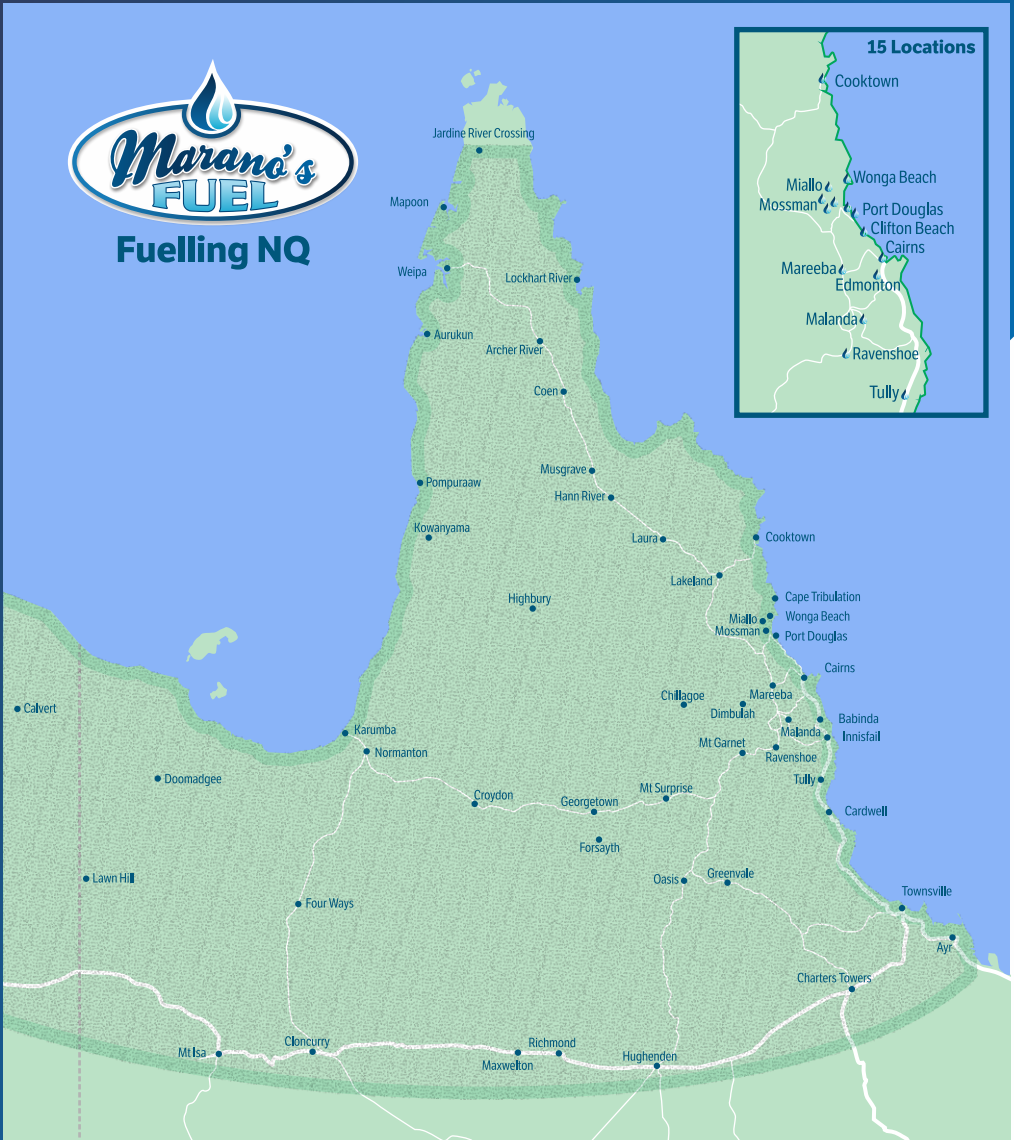 15 Locations
Cooktown
Wonga Beach
Miallo
Mossman
Port Douglas
Clifton Beach
Cairns
Mareeba
Edmonton
Malanda
Ravenshoe
Tully
Marano's
FUEL
Fuelling NQ
Jardine River Crossing
Mapoon
Weipa
Lockhart River
Aurukun
Archer River
Coen
Musgrave
Pompuraaw
Hann River
Kowanyama
Laura
Cooktown
Lakeland
Highbury
Cape Tribulation
Wonga Beach
Miallo
Mossman
Port Douglas
Cairns
Chillagoe
Mareeba
Calvert
Dimbulah
Babinda
Karumba
Malanda
Innisfail
Mt Garnet
Normanton
Ravenshoe
Doomadgee
Tully
Mt Surprise
Croydon
Georgetown
Cardwell
Forsayth
Lawn Hill
Oasis
Greenvale
Townsville
Four Ways
Ayr
Charters Towers
Cloncurry
Richmond
Mt Isa
Hughenden
Maxwelton